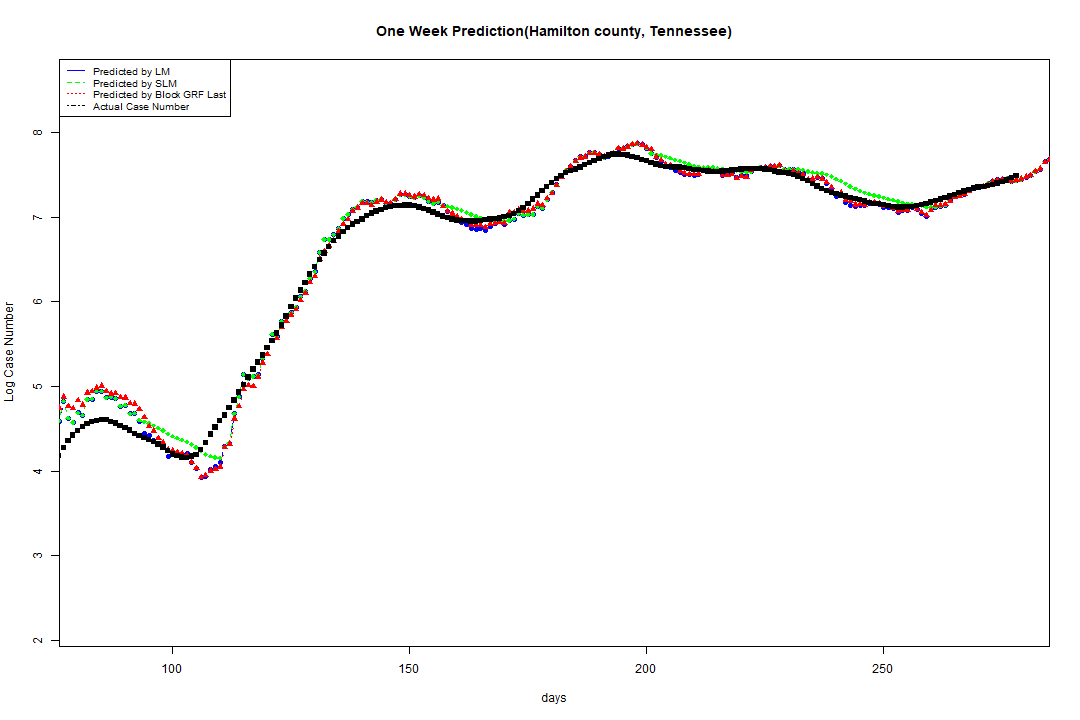 One Week Prediction(Hamilton county, Tennessee)
Predicted by LM
Predicted by SLM
Predicted by Block GRF Last
Actual Case Number
8
7
6
5
4
3
2
Log Case Number
100 150 200 250
days